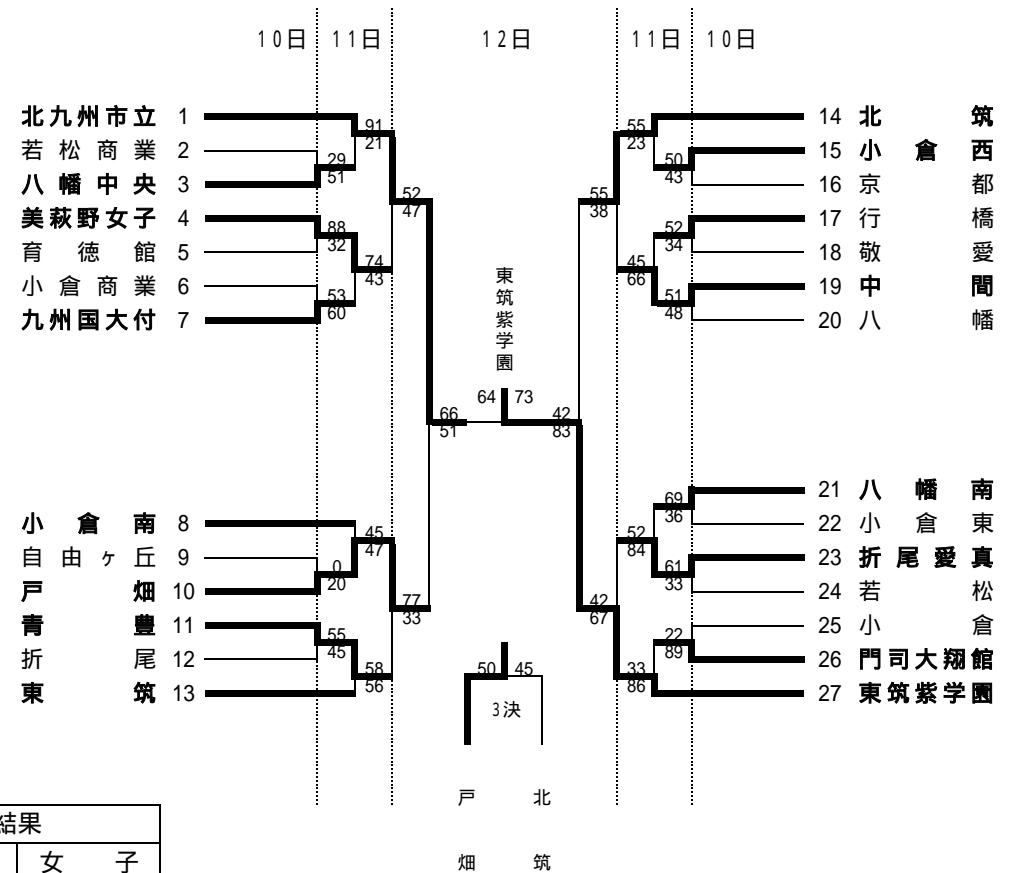 10日 11日 12日 11日 10日
北九州市立 1
若松商業 2
八幡中央 3
美萩野女子 4
育徳館 5
小倉商業 6
九州国大付 7
91
21
29
51
88
32
53
60
74
43
52
47
小倉南 8
自由ヶ丘 9
戸畑 10
青豊 11
折尾 12
東筑 13
45
47
0
20
55
45
58
56
77
33
66
51
東筑紫学園
64 73
42
83
50 45
3決
戸畑
北筑
14 北筑
15 小倉西
16 京都
17 行橋
18 敬愛
19 中間
20 八幡
55
23
50
43
52
34
51
48
45
66
55
38
21 八幡南
22 小倉東
23 折尾愛真
24 若松
25 小倉
26 門司大翔館
27 東筑紫学園
69
36
61
33
52
84
22
89
33
86
42
67
結果
女子